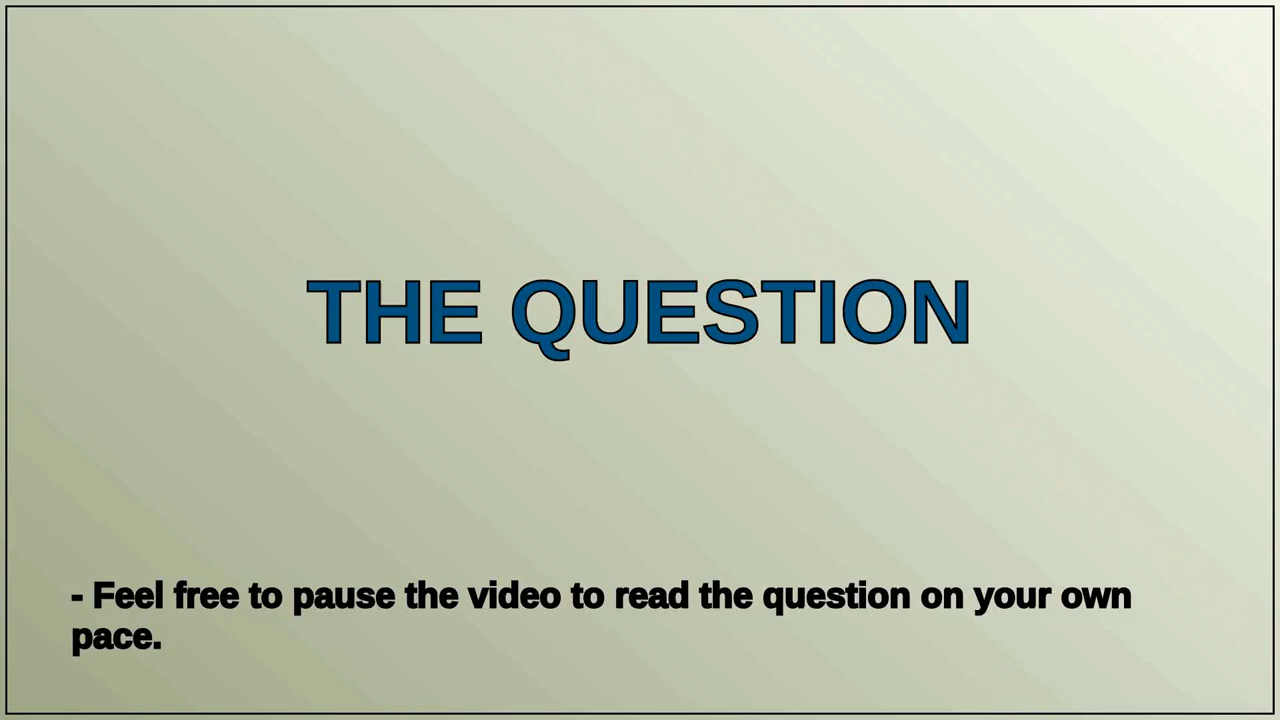 THE QUESTION
- Feel free to pause the video to read the question on your own
pace.